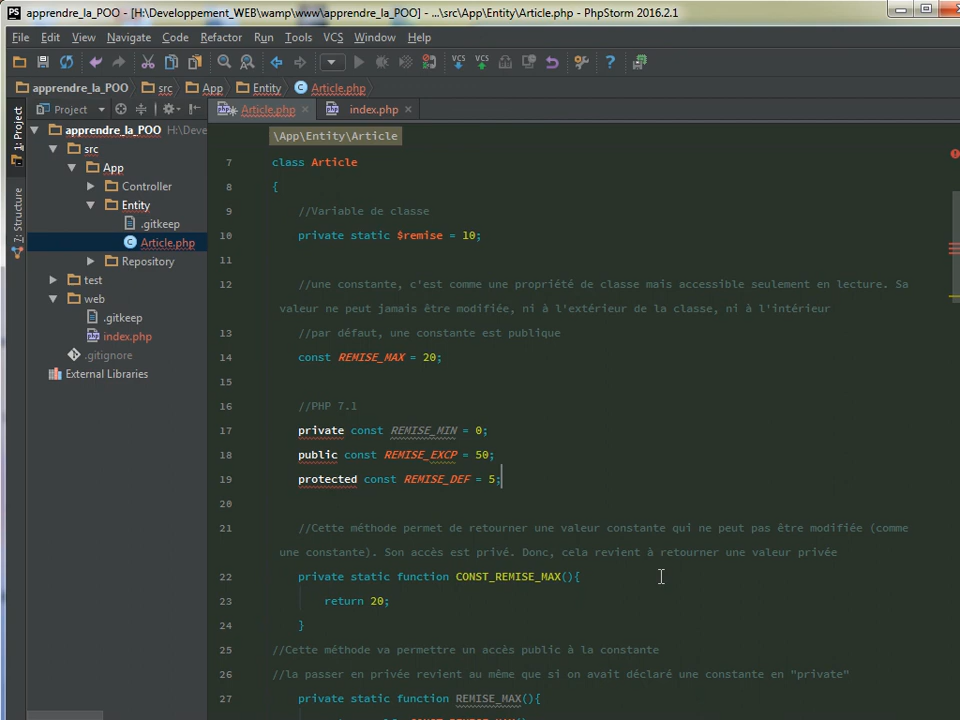 apprendre_la_POO - [H:\Developpement_WEB\wamp\www\apprendre_la_POO] - ...\src\App\Entity\Article.php - PhpStorm 2016.2.1
File Edit View Navigate Code Refactor Run Tools VCS Window Help
apprendre_la_POO src App Entity Article.php
Project
Article.php
index.php
1: Project
7: Structure
apprendre_la_POO H:\Deve
src
App
Controller
Entity
.gitkeep
Article.php
Repository
test
web
.gitkeep
index.php
.gitignore
External Libraries
\App\Entity\Article
7 class Article
8 {
9 //Variable de classe
10 private static $remise = 10;
11
12 //une constante, c'est comme une propriété de classe mais accessible seulement en lecture. Sa
valeur ne peut jamais être modifiée, ni à l'extérieur de la classe, ni à l'intérieur
13 //par défaut, une constante est publique
14 const REMISE_MAX = 20;
15
16 //PHP 7.1
17 private const REMISE_MIN = 0;
18 public const REMISE_EXCP = 50;
19 protected const REMISE_DEF = 5;
20
21 //Cette méthode permet de retourner une valeur constante qui ne peut pas être modifiée (comme
une constante). Son accès est privé. Donc, cela revient à retourner une valeur privée
22 private static function CONST_REMISE_MAX(){
23 return 20;
24 }
25 //Cette méthode va permettre un accès public à la constante
26 //la passer en privée revient au même que si on avait déclaré une constante en "private"
27 private static function REMISE_MAX(){